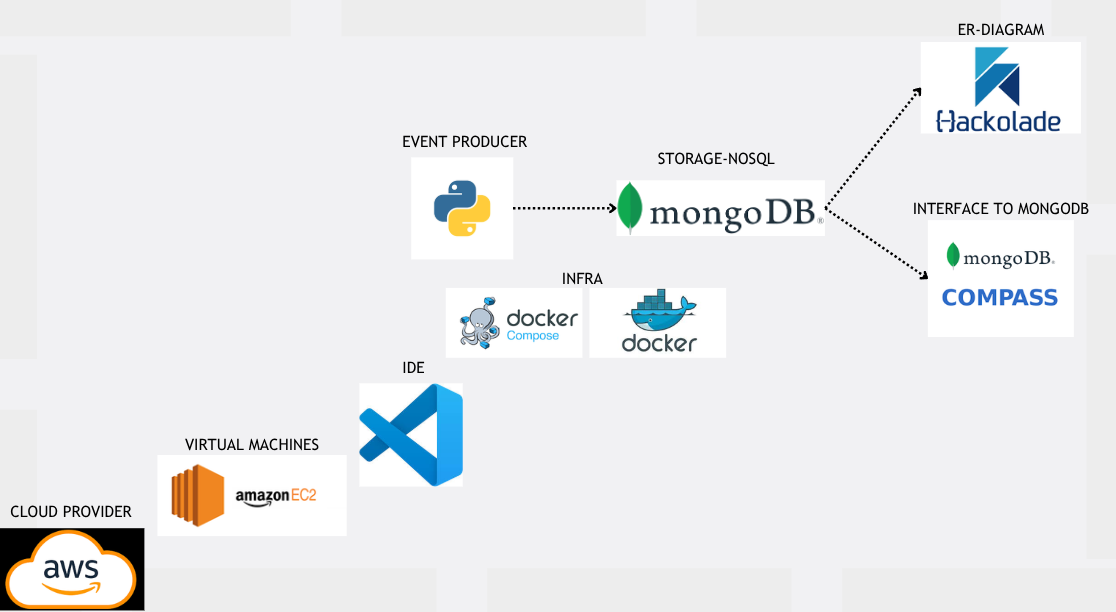 ER-DIAGRAM
Hackolade
EVENT PRODUCER
STORAGE-NOSQL
mongoDB®
INTERFACE TO MONGODB
mongoDB®
COMPASS
INFRA
docker
Compose
docker
IDE
VIRTUAL MACHINES
amazon EC2
CLOUD PROVIDER
aws